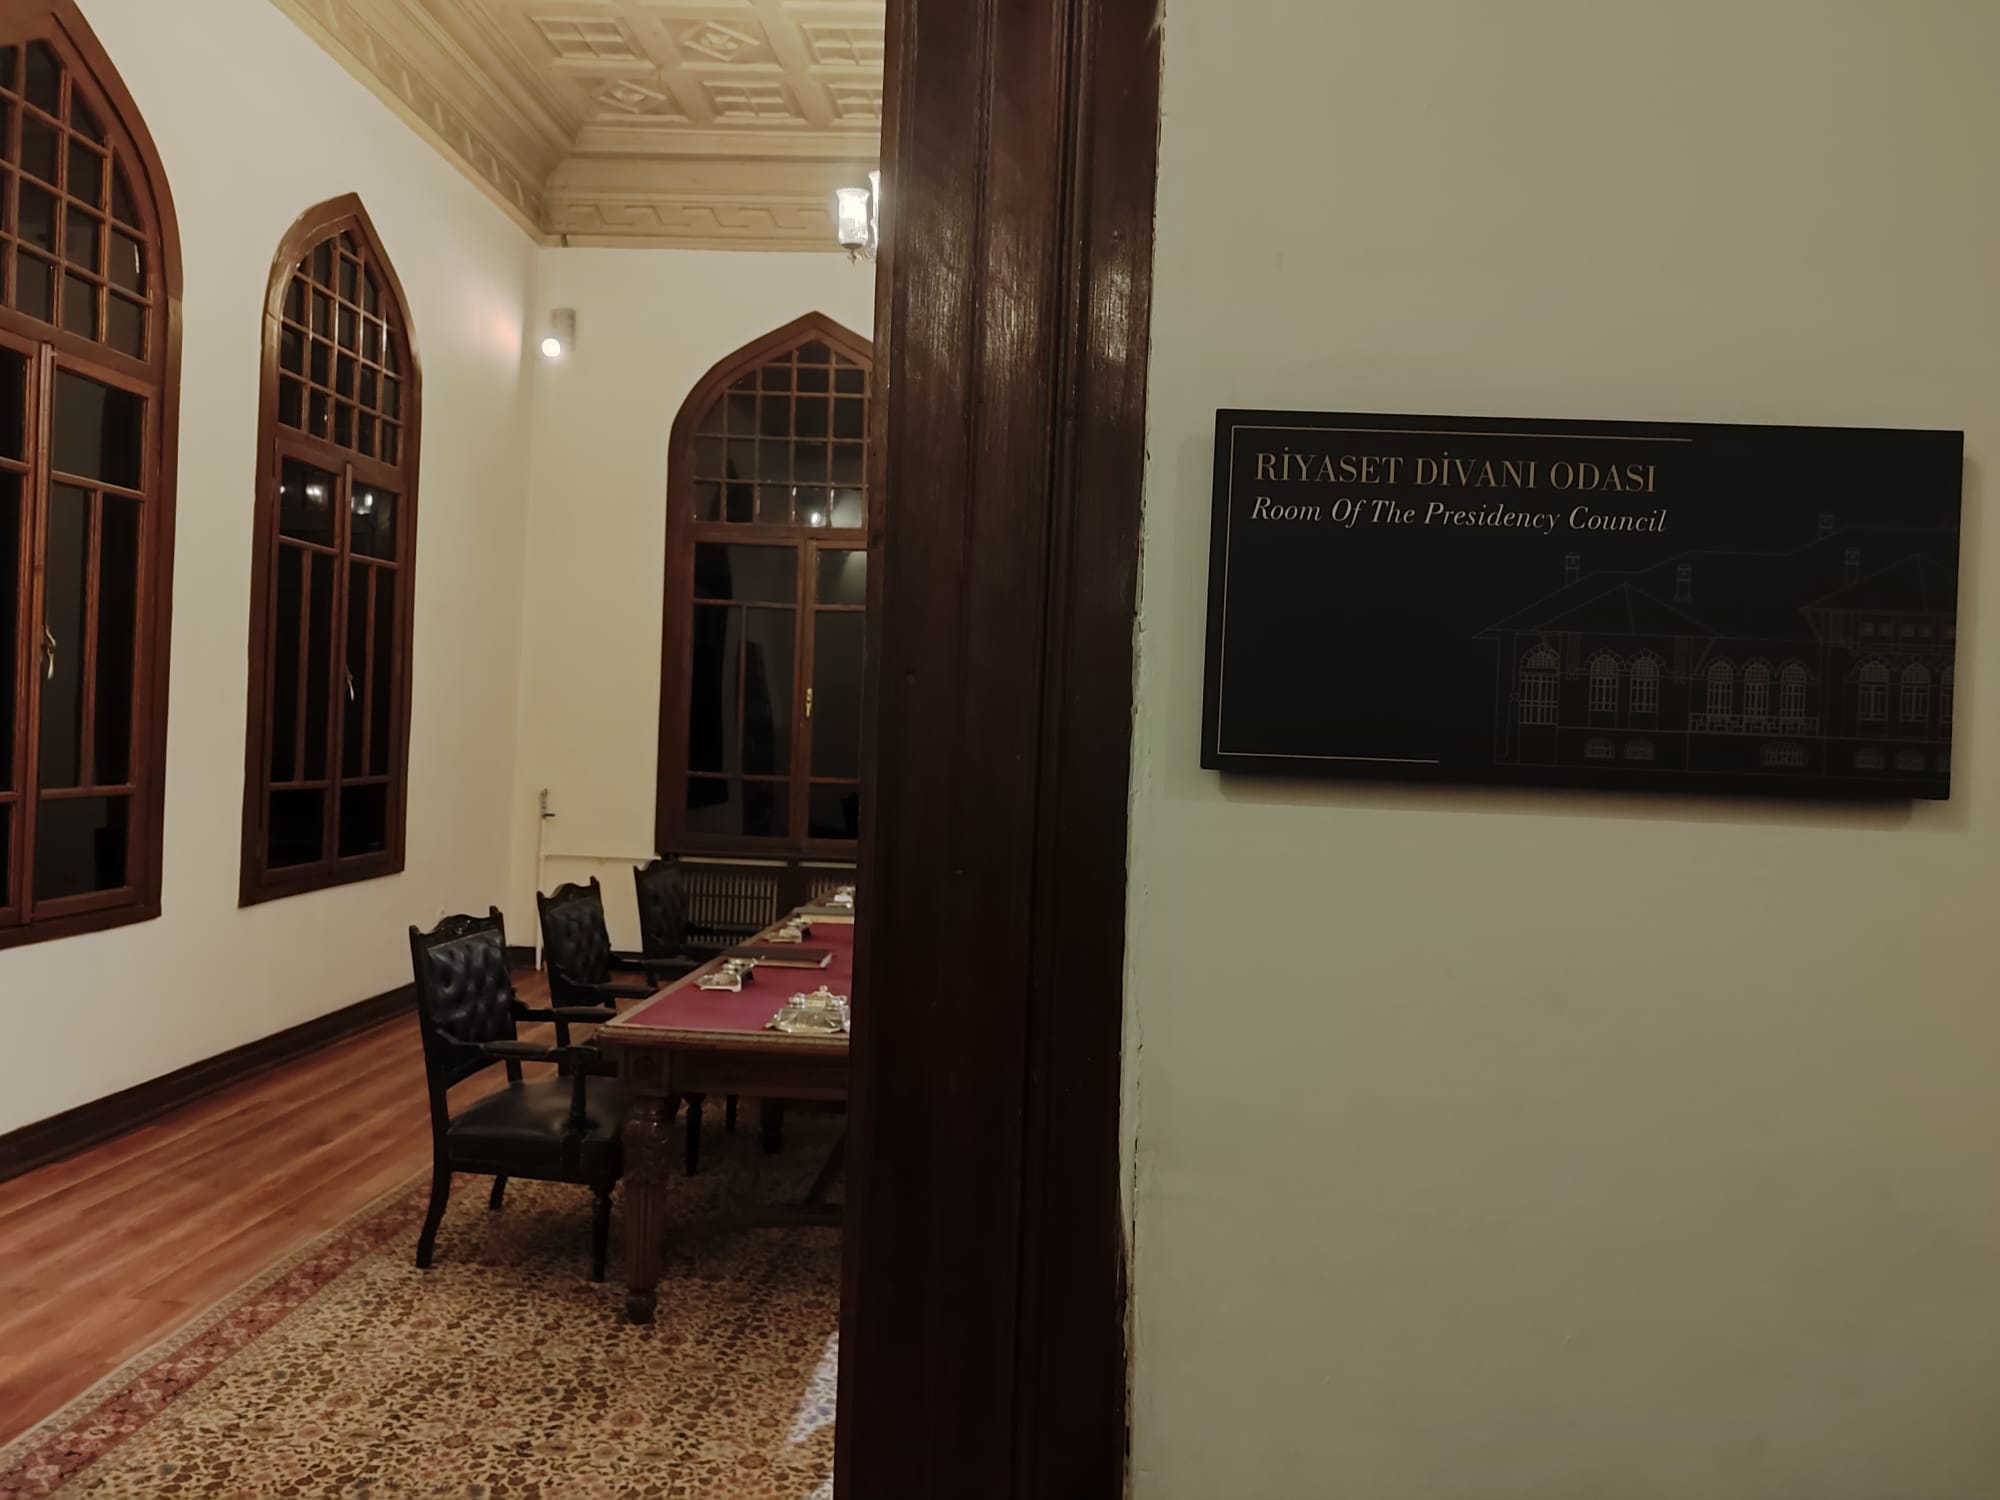 RİYASET DİVANI ODASI
Room Of The Presidency Council